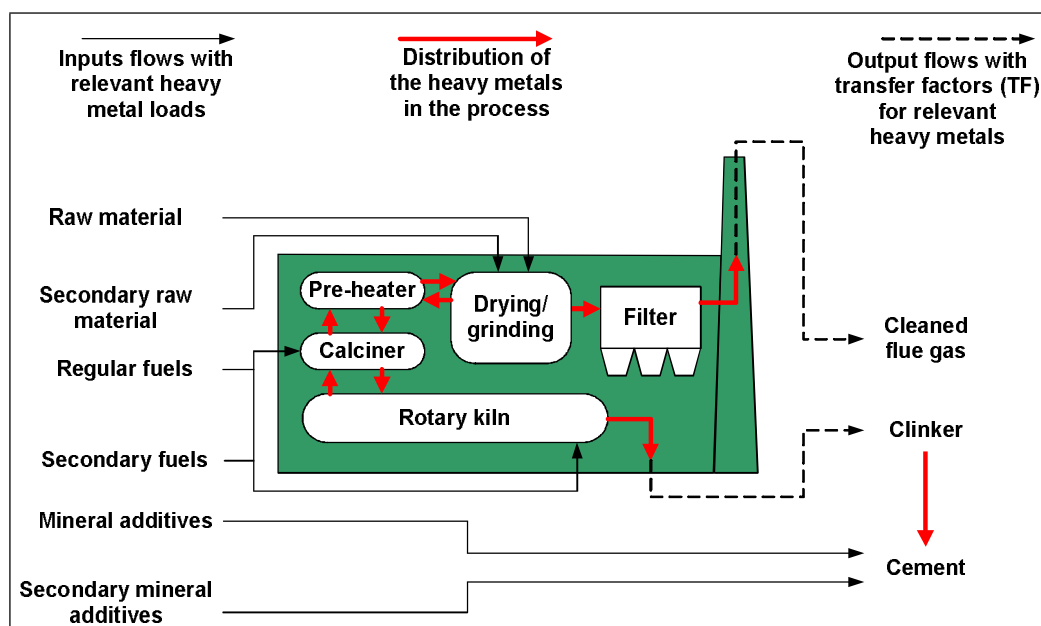 Inputs flows with
relevant heavy
metal loads
Distribution of
the heavy metals
in the process
Output flows with
transfer factors (TF)
for relevant
heavy metals
Raw material
Secondary raw
material
Regular fuels
Secondary fuels
Mineral additives
Secondary mineral
additives
Pre-heater
Calciner
Drying/
grinding
Filter
Rotary kiln
Cleaned
flue gas
Clinker
Cement